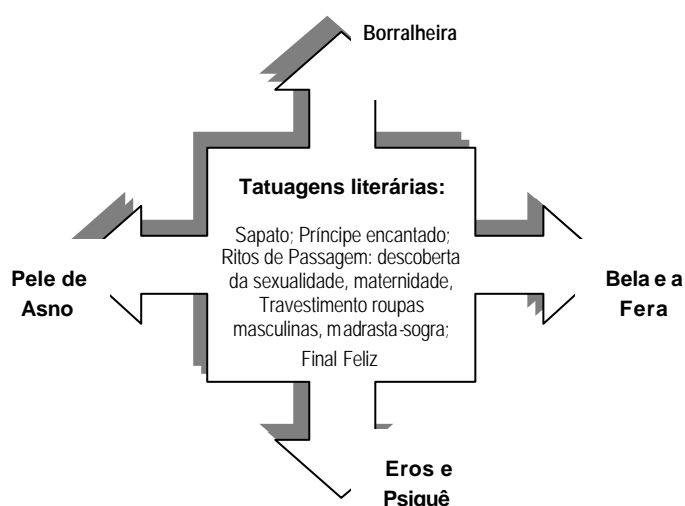 Borralheira
Tatuagens literárias:
Sapato; Príncipe encantado;
Ritos de Passagem: descoberta
da sexualidade, maternidade,
Travestimento roupas
masculinas, madrasta-sogra;
Final Feliz
Pele de
Asno
Bela e a
Fera
Eros e
Psiquê